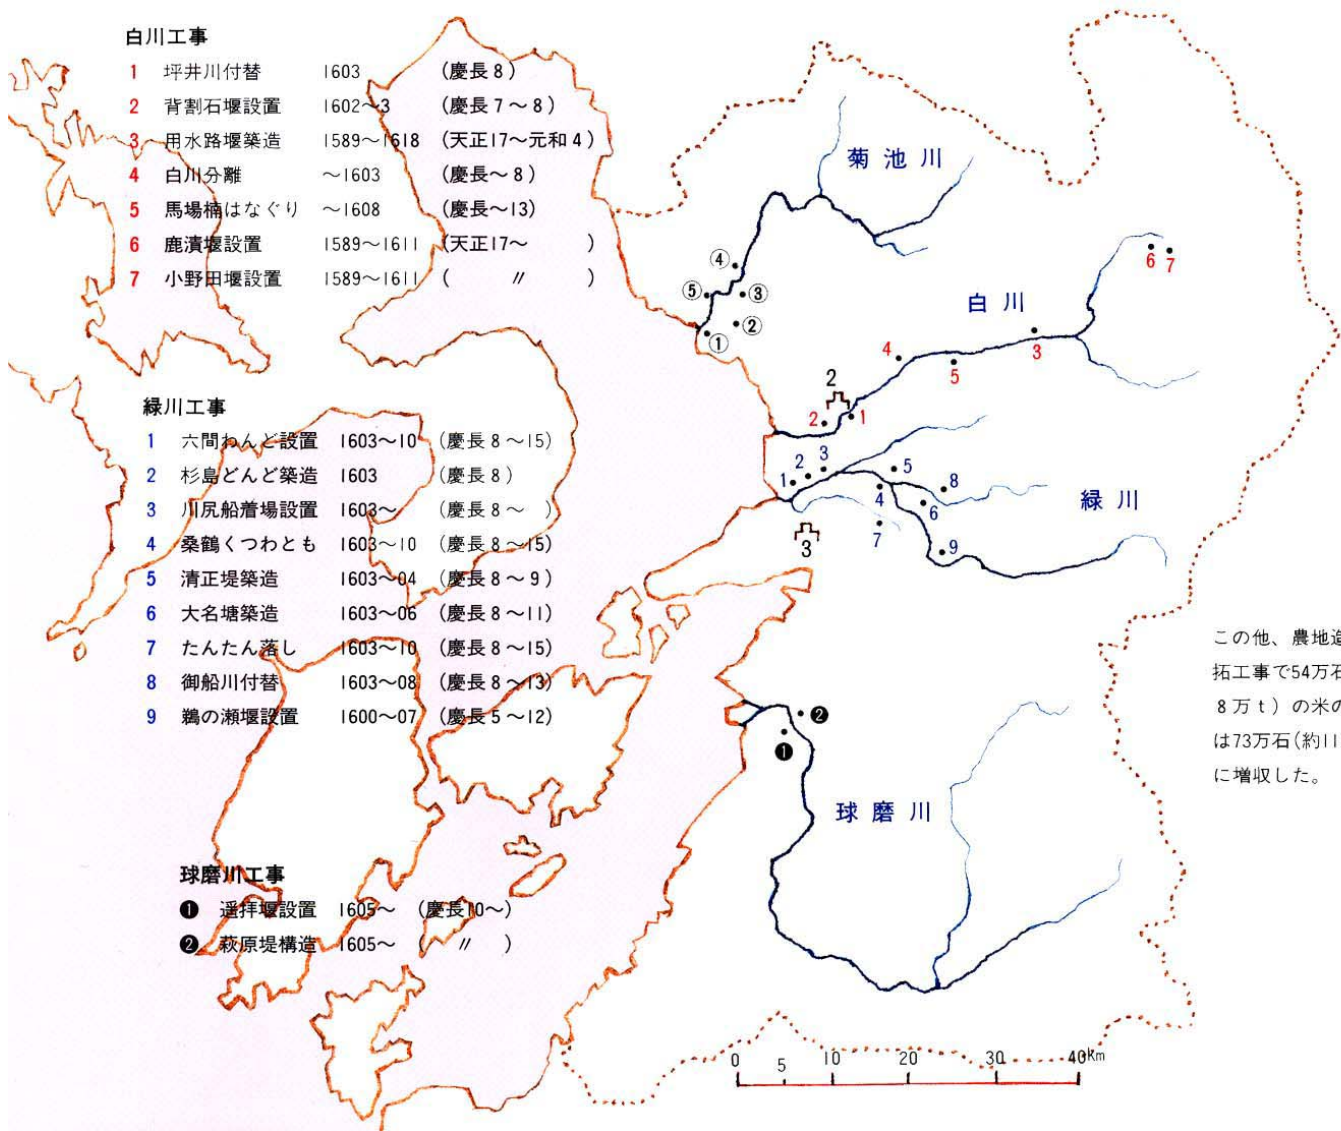 白川工事
1 坪井川付替 1603 (慶長8)
2 背割石堰設置 1602～3 (慶長7～8)
3 用水路堰築造 1589～1618 (天正17～元和4)
4 白川分離 ～1603 (慶長～8)
5 馬場楠はなぐり ～1608 (慶長～13)
6 鹿漬堰設置 1589～1611 (天正17～ )
7 小野田堰設置 1589～1611 ( 〃 )
緑川工事
1 六間わんど設置 1603～10 (慶長8～15)
2 杉島どんど築造 1603 (慶長8)
3 川尻船着場設置 1603～ (慶長8～ )
4 桑鶴くつわとも 1603～10 (慶長8～15)
5 清正堤築造 1603～04 (慶長8～9)
6 大名塘築造 1603～06 (慶長8～11)
7 たんたん落し 1603～10 (慶長8～15)
8 御船川付替 1603～08 (慶長8～13)
9 鵜の瀬堰設置 1600～07 (慶長5～12)
球磨川工事
❶ 遥拝堰設置 1605～ (慶長10～)
❷ 萩原堤構造 1605～ ( 〃 )
菊池川
④
⑤ ③
②
①
白川
6 7
3
4
5
2
2 1
緑川
3
2 5
1 4 8
6
7
9
3
球磨川
❷
❶
この他、農地造
拓工事で54万石
8万t）の米の
は73万石(約11
に増収した。
0 5 10 20 30 40Km